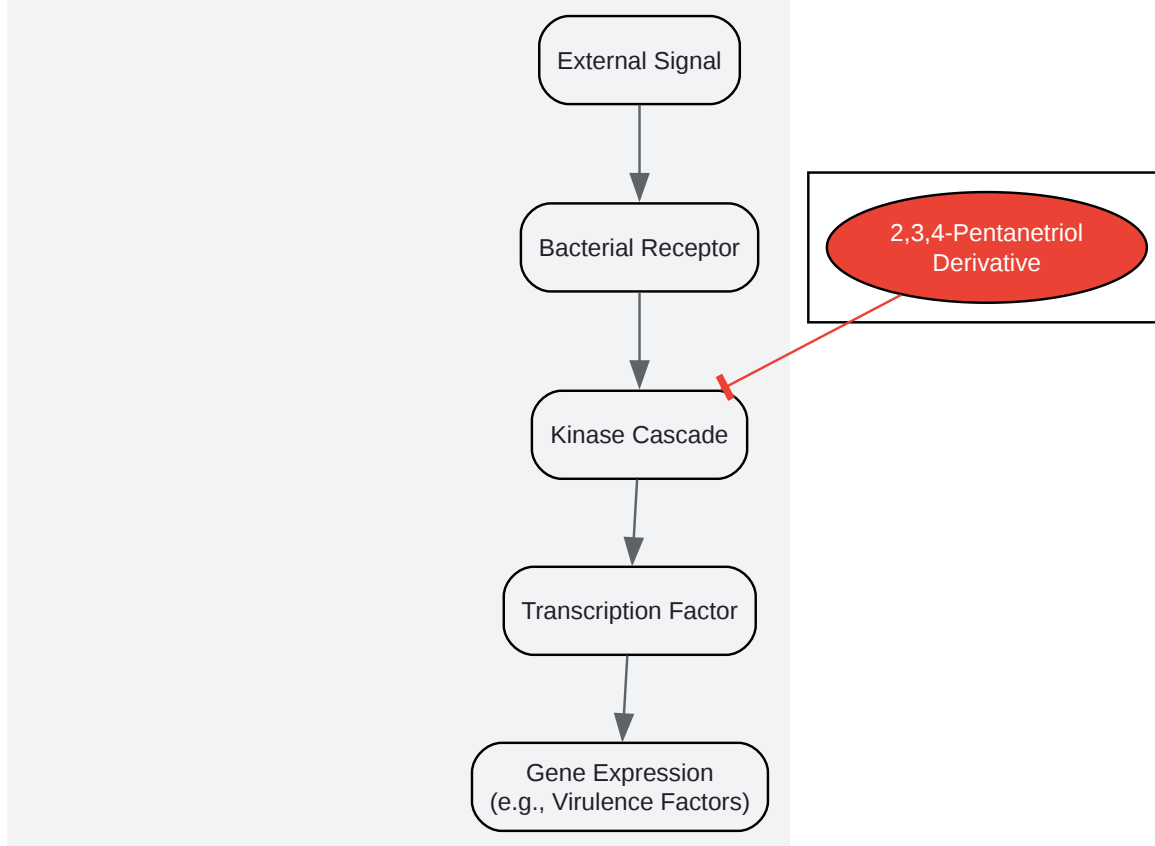 External Signal
Bacterial Receptor
2,3,4-Pentanetriol
Derivative
Kinase Cascade
Transcription Factor
Gene Expression
(e.g., Virulence Factors)